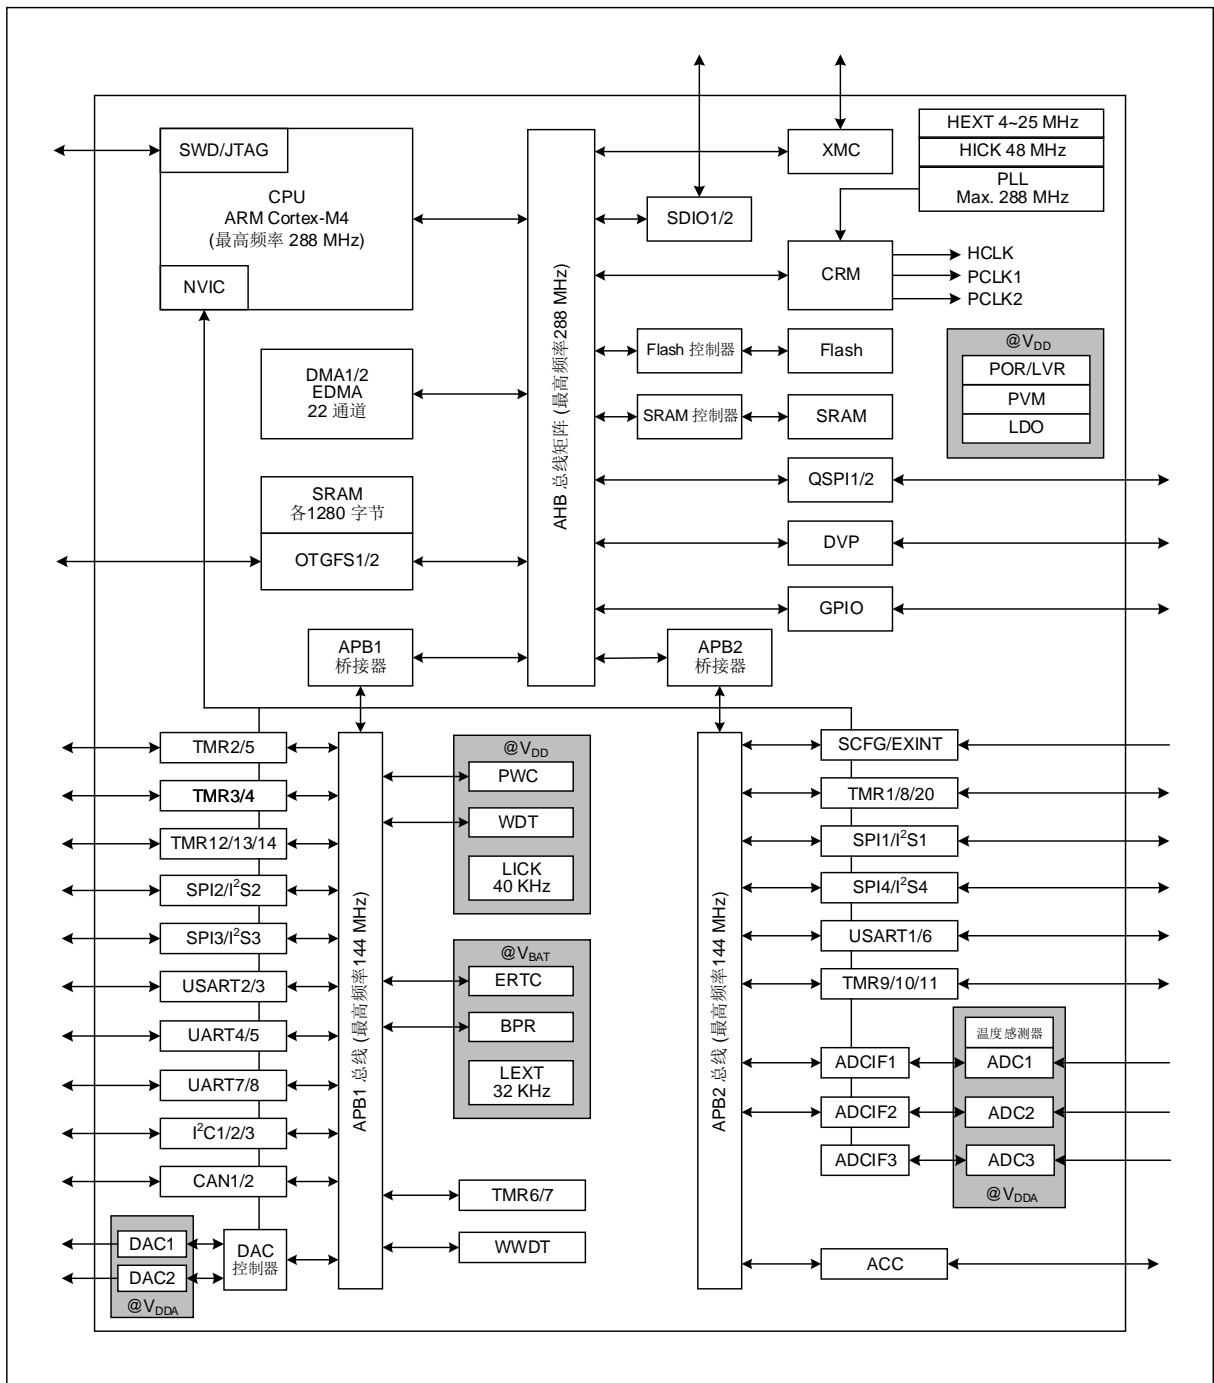 SWD/JTAG
CPU
ARM Cortex-M4
(最高频率 288 MHz)
NVIC
DMA1/2
EDMA
22 通道
SRAM
各1280 字节
OTGFS1/2
APB1
桥接器
AHB 总线矩阵 (最高频率288 MHz)
XMC
SDIO1/2
HEXT 4~25 MHz
HICK 48 MHz
PLL
Max. 288 MHz
CRM
HCLK
PCLK1
PCLK2
Flash 控制器
Flash
SRAM 控制器
SRAM
@VDD
POR/LVR
PVM
LDO
QSPI1/2
DVP
GPIO
APB2
桥接器
TMR2/5
TMR3/4
TMR12/13/14
SPI2/I²S2
SPI3/I²S3
USART2/3
UART4/5
UART7/8
I²C1/2/3
CAN1/2
DAC1
DAC2
@VDDA
DAC
控制器
APB1 总线 (最高频率144 MHz)
@VDD
PWC
WDT
LICK
40 KHz
@VBAT
ERTC
BPR
LEXT
32 KHz
TMR6/7
WWDT
APB2 总线 (最高频率144 MHz)
SCFG/EXINT
TMR1/8/20
SPI1/I²S1
SPI4/I²S4
USART1/6
TMR9/10/11
温度感测器
ADCIF1
ADC1
ADCIF2
ADC2
ADCIF3
ADC3
@VDDA
ACC